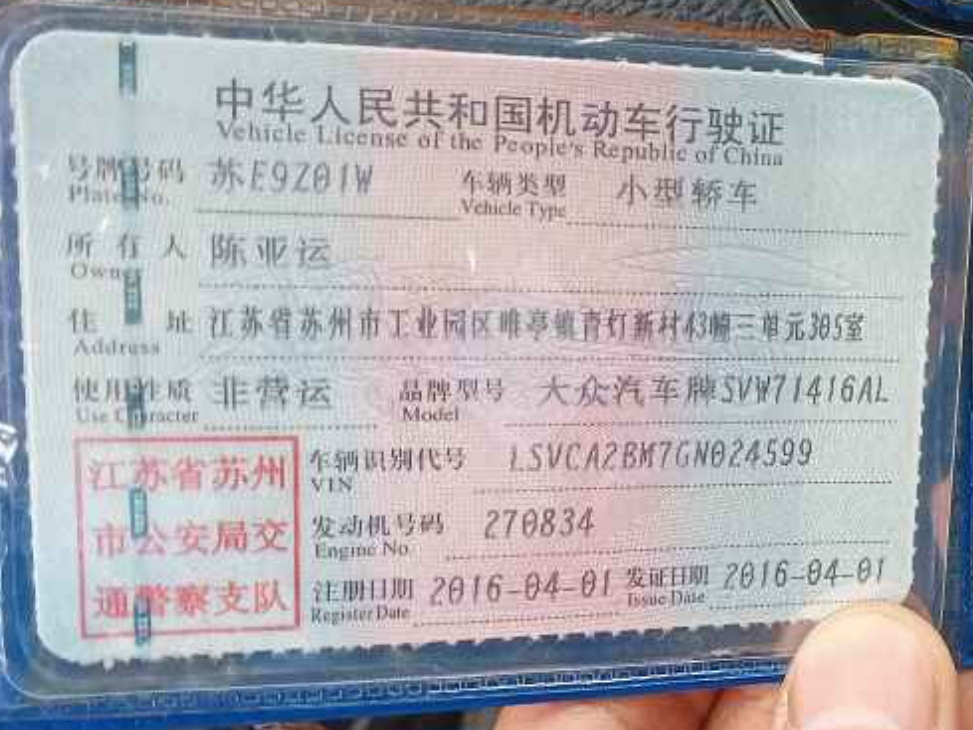 中华人民共和国机动车行驶证
Vehicle License of the People's Republic of China
号牌号码 苏E9Z01W 车辆类型 小型轿车
Plate No. Vehicle Type
所有人 陈亚运
Owner
住址 江苏省苏州市工业园区唯亭镇青灯新村43幢三单元305室
Address
使用性质 非营运 品牌型号 大众汽车牌SVW71416AL
Use Character Model
江苏省苏州
市公安局交
通警察支队
车辆识别代号 LSVCA2BM7GN024599
VIN
发动机号码 270834
Engine No.
注册日期 2016-04-01 发证日期 2016-04-01
Register Date Issue Date